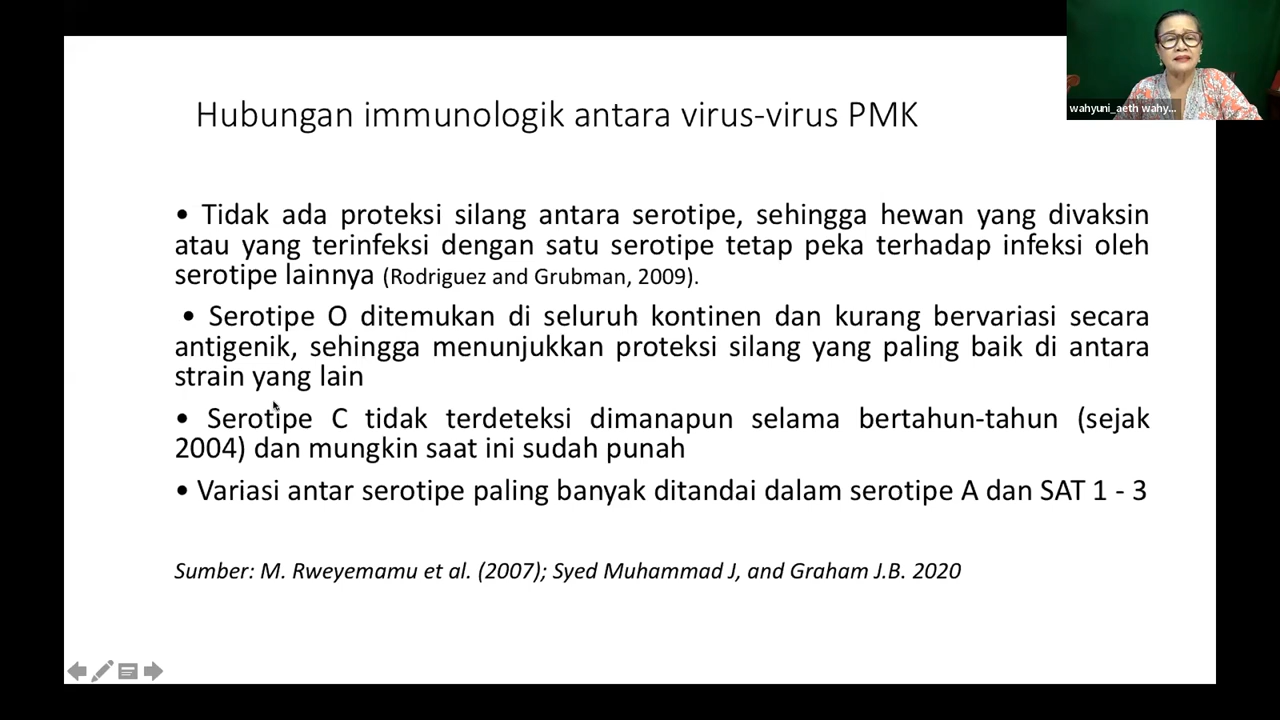 wahyuni_aeth wahy...
Hubungan immunologik antara virus-virus PMK
• Tidak ada proteksi silang antara serotipe, sehingga hewan yang divaksin
atau yang terinfeksi dengan satu serotipe tetap peka terhadap infeksi oleh
serotipe lainnya (Rodriguez and Grubman, 2009).
• Serotipe O ditemukan di seluruh kontinen dan kurang bervariasi secara
antigenik, sehingga menunjukkan proteksi silang yang paling baik di antara
strain yang lain
• Serotipe C tidak terdeteksi dimanapun selama bertahun-tahun (sejak
2004) dan mungkin saat ini sudah punah
• Variasi antar serotipe paling banyak ditandai dalam serotipe A dan SAT 1 - 3
Sumber: M. Rweyemamu et al. (2007); Syed Muhammad J, and Graham J.B. 2020